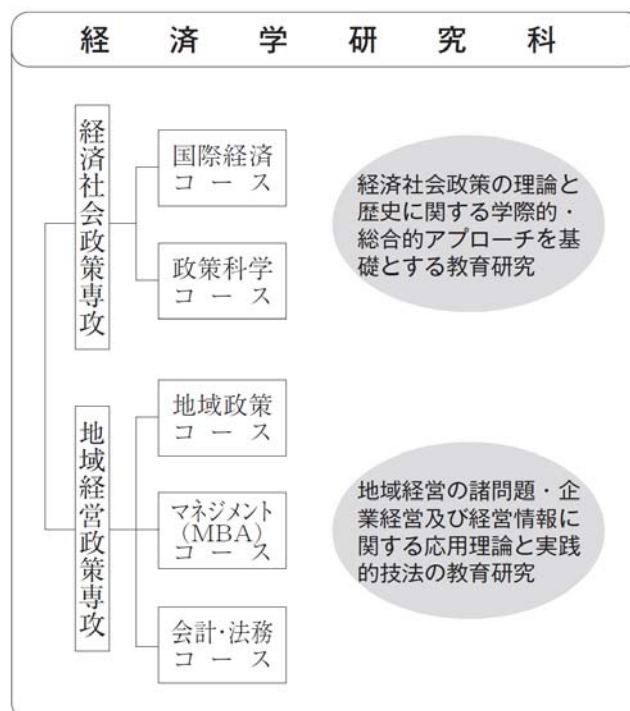 経済学研究科
経済社会政策専攻
国際経済
コース
政策科学
コース
経済社会政策の理論と
歴史に関する学際的・
総合的アプローチを基
礎とする教育研究
地域経営政策専攻
地域政策
コース
マネジメント
(MBA)
コース
会計・法務
コース
地域経営の諸問題・企
業経営及び経営情報に
関する応用理論と実践
的技法の教育研究